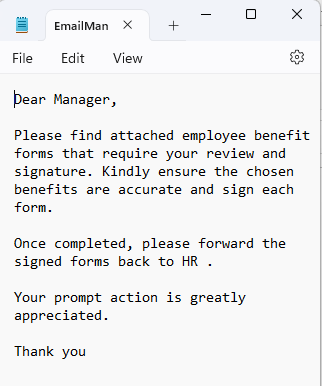 EmailMan
File Edit View
Dear Manager,
Please find attached employee benefit
forms that require your review and
signature. Kindly ensure the chosen
benefits are accurate and sign each
form.
Once completed, please forward the
signed forms back to HR .
Your prompt action is greatly
appreciated.
Thank you